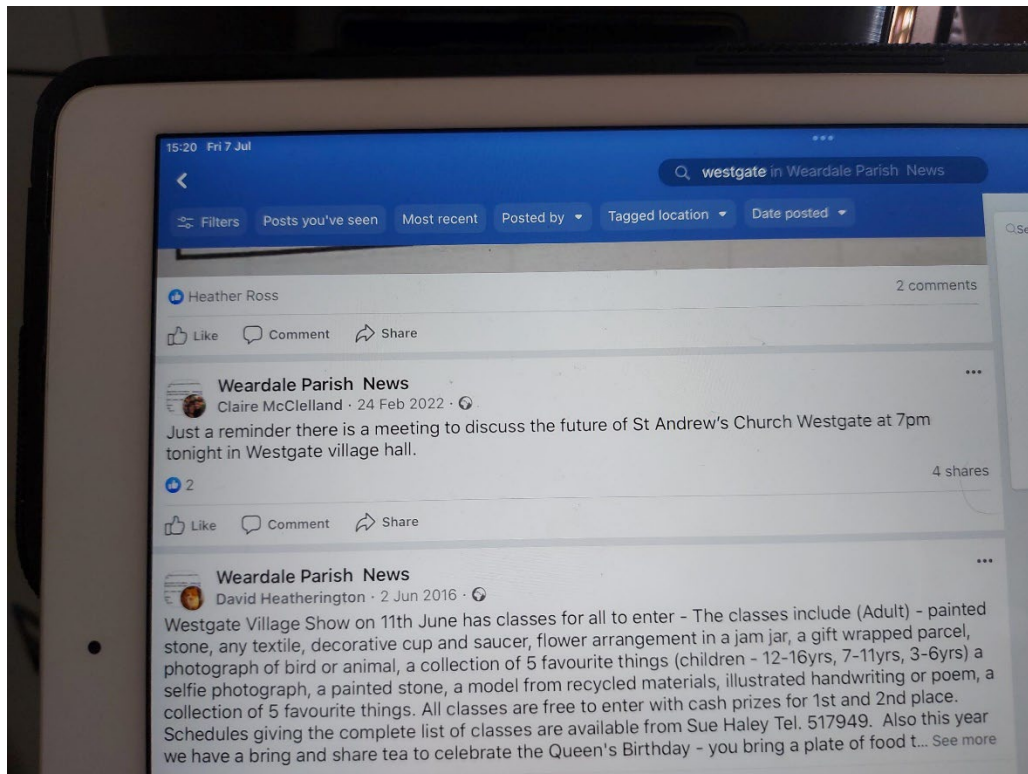 15:20 Fri 7 Jul
westgate in Weardale Parish News
Filters Posts you've seen Most recent Posted by Tagged location Date posted
Se
Heather Ross 2 comments
Like Comment Share
Weardale Parish News
Claire McClelland · 24 Feb 2022 ·
Just a reminder there is a meeting to discuss the future of St Andrew's Church Westgate at 7pm
tonight in Westgate village hall.
2 4 shares
Like Comment Share
Weardale Parish News
David Heatherington · 2 Jun 2016 ·
Westgate Village Show on 11th June has classes for all to enter - The classes include (Adult) - painted
stone, any textile, decorative cup and saucer, flower arrangement in a jam jar, a gift wrapped parcel,
photograph of bird or animal, a collection of 5 favourite things (children - 12-16yrs, 7-11yrs, 3-6yrs) a
selfie photograph, a painted stone, a model from recycled materials, illustrated handwriting or poem, a
collection of 5 favourite things. All classes are free to enter with cash prizes for 1st and 2nd place.
Schedules giving the complete list of classes are available from Sue Haley Tel. 517949. Also this year
we have a bring and share tea to celebrate the Queen's Birthday - you bring a plate of food t... See more